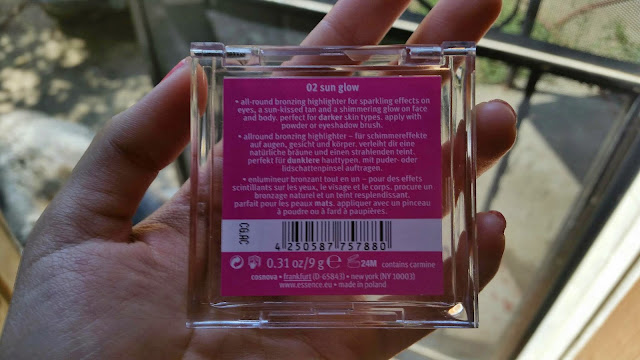 02 sun glow
• all-round bronzing highlighter for sparkling effects on
eyes, a sun-kissed tan and a shimmering glow on face
and body. perfect for darker skin types. apply with
powder or eyeshadow brush.
• allround bronzing highlighter – für schimmereffekte
auf augen, gesicht und körper. verleiht dir eine
natürliche bräune und einen strahlenden teint.
perfekt für dunklere hauttypen. mit puder- oder
lidschattenpinsel auftragen.
• enlumineur bronzant tout en un – pour des effets
scintillants sur les yeux, le visage et le corps. procure un
bronzage naturel et un teint resplendissant.
parfait pour les peaux mats. appliquer avec un pinceau
à poudre ou à fard à paupières.
C6.AC
4 250587 757880
0.31 oz/9 g e 24M contains carmine
cosnova • frankfurt (D-65843) • new york (NY 10003)
www.essence.eu • made in poland